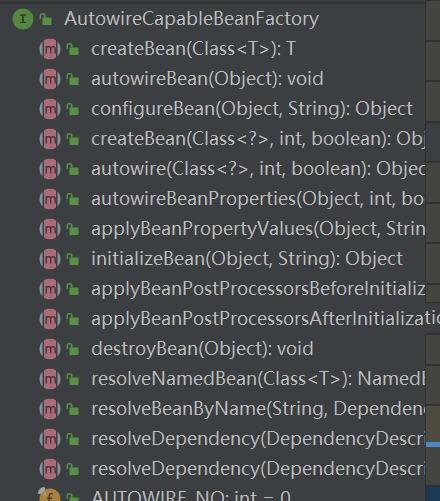 I AutowireCapableBeanFactory
m createBean(Class<T>): T
m autowireBean(Object): void
m configureBean(Object, String): Object
m createBean(Class<?>, int, boolean): Obj
m autowire(Class<?>, int, boolean): Objec
m autowireBeanProperties(Object, int, bo
m applyBeanPropertyValues(Object, Strin
m initializeBean(Object, String): Object
m applyBeanPostProcessorsBeforeInitializ
m applyBeanPostProcessorsAfterInitializatio
m destroyBean(Object): void
m resolveNamedBean(Class<T>): NamedB
m resolveBeanByName(String, Dependen
m resolveDependency(DependencyDescri
m resolveDependency(DependencyDescri
f AUTOWIRE_NO: int = 0